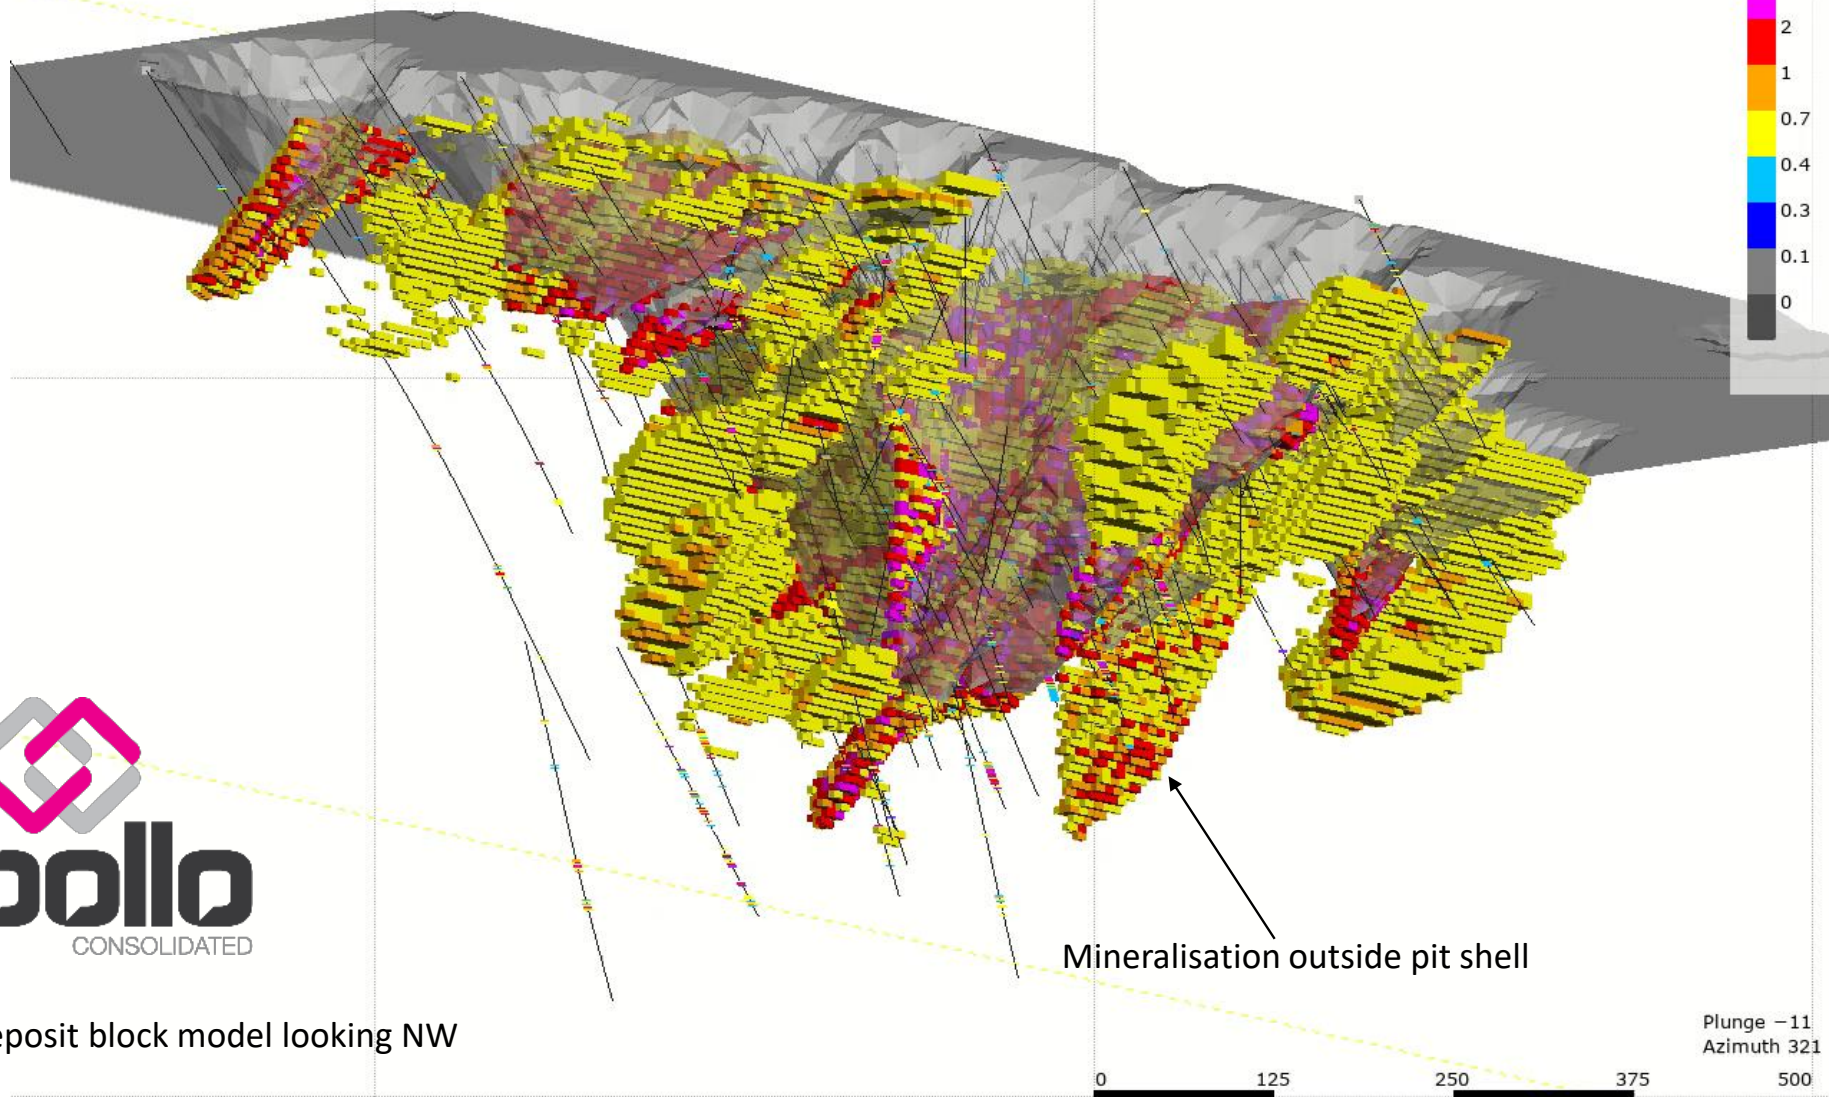 2
1
0.7
0.4
0.3
0.1
0
ollo
CONSOLIDATED
Mineralisation outside pit shell
eposit block model looking NW
Plunge −11
Azimuth 321
0 125 250 375 500